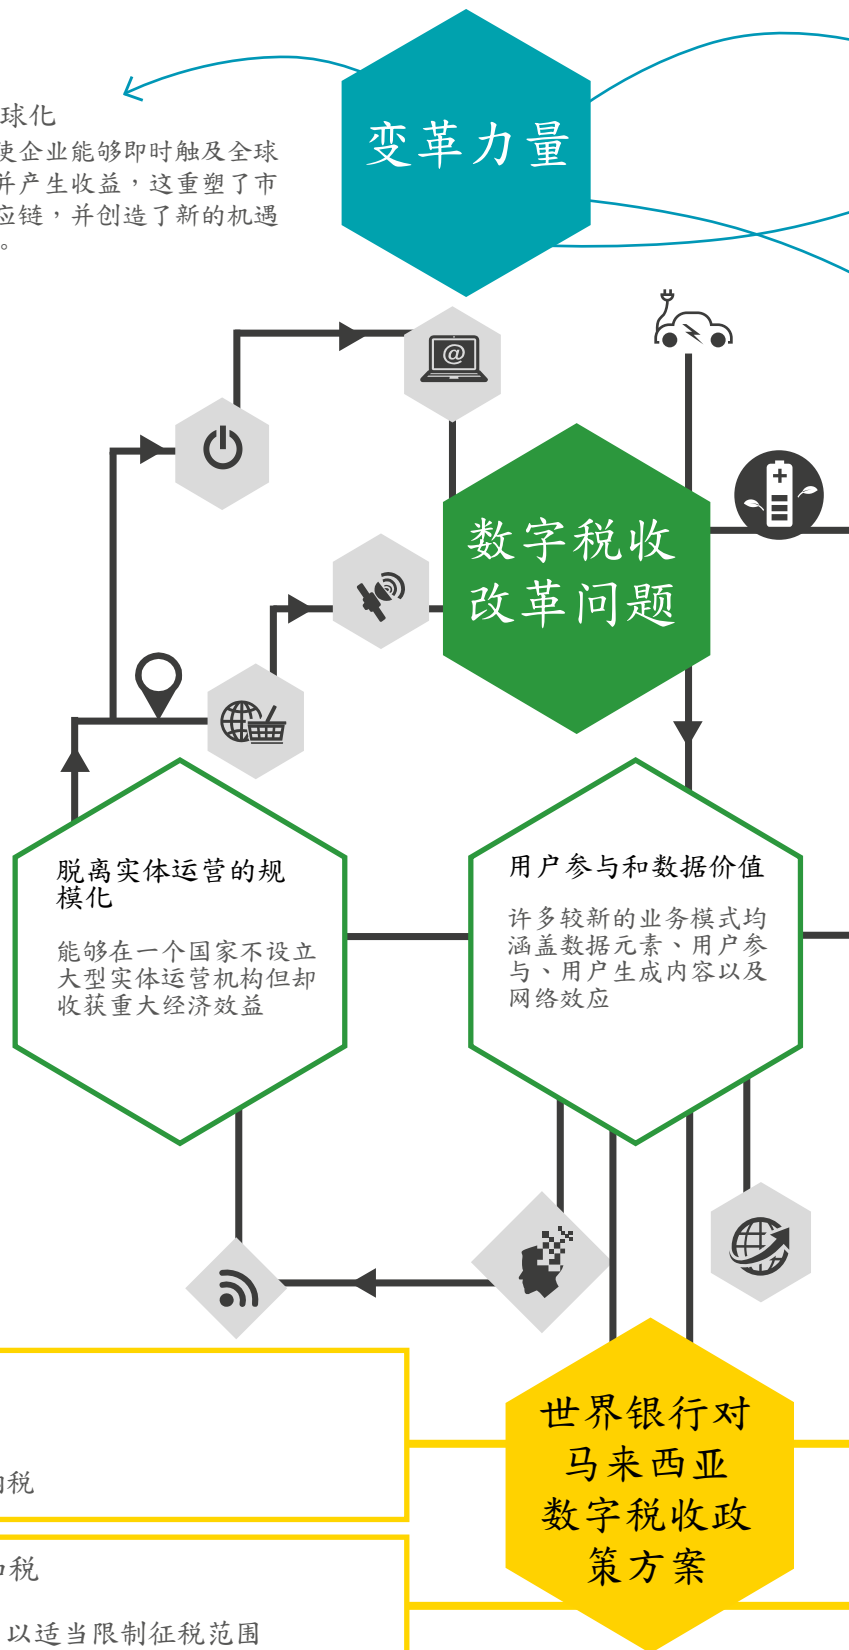 变革力量
球化
使企业能够即时触及全球
并产生收益，这重塑了市
应链，并创造了新的机遇
。
@
数字税收
改革问题
脱离实体运营的规
模化
能够在一个国家不设立
大型实体运营机构但却
收获重大经济效益
用户参与和数据价值
许多较新的业务模式均
涵盖数据元素、用户参
与、用户生成内容以及
网络效应
世界银行对
马来西亚
数字税收政
策方案
纳税
加税
以适当限制征税范围